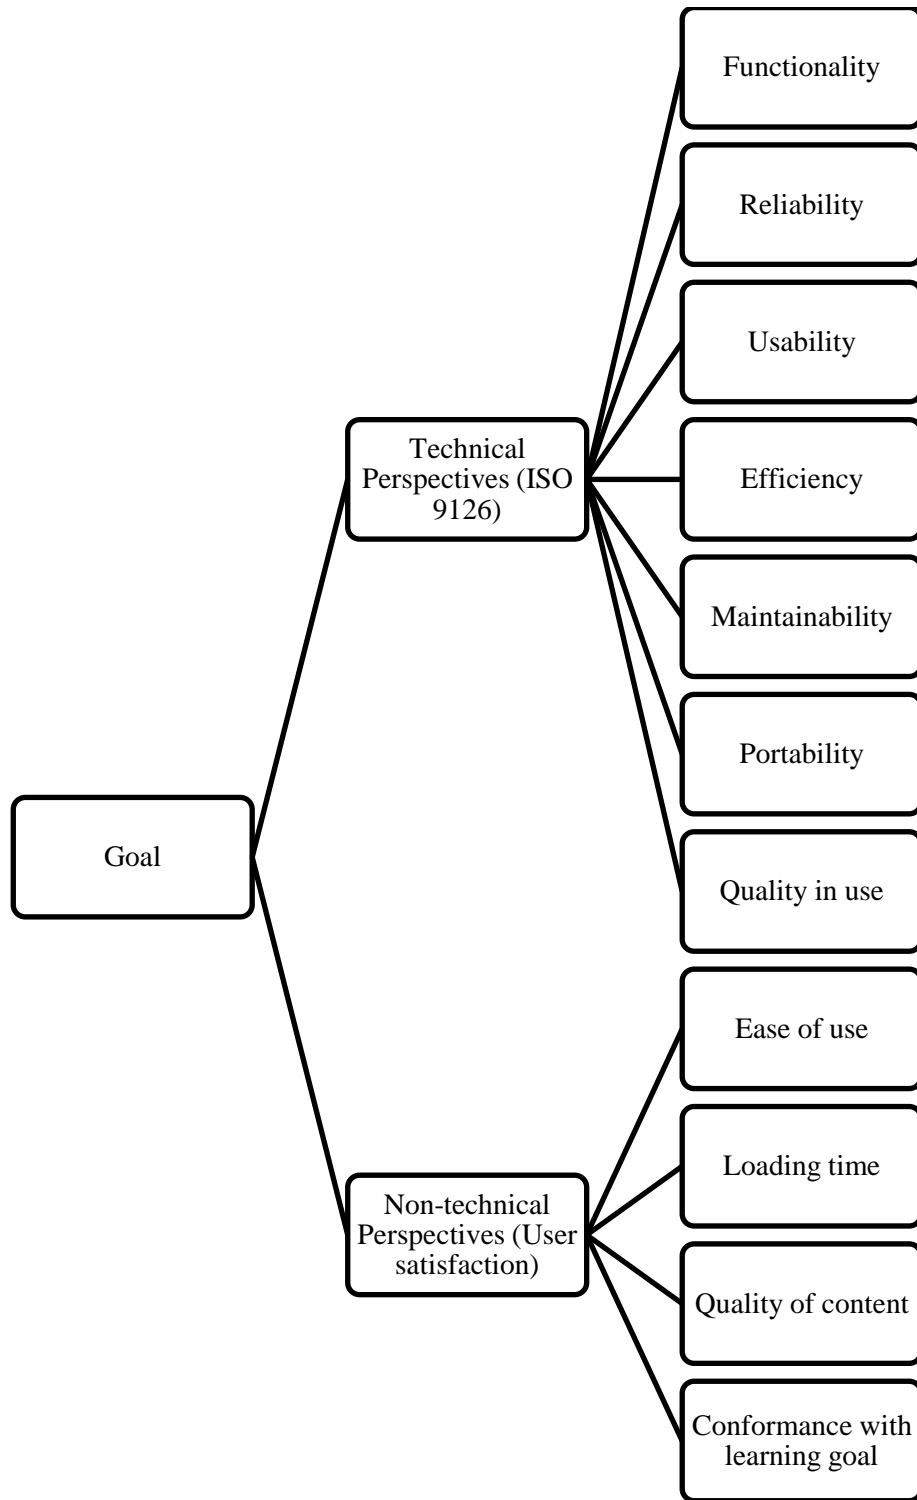 Goal
Technical
Perspectives (ISO
9126)
Functionality
Reliability
Usability
Efficiency
Maintainability
Portability
Quality in use
Non-technical
Perspectives (User
satisfaction)
Ease of use
Loading time
Quality of content
Conformance with
learning goal